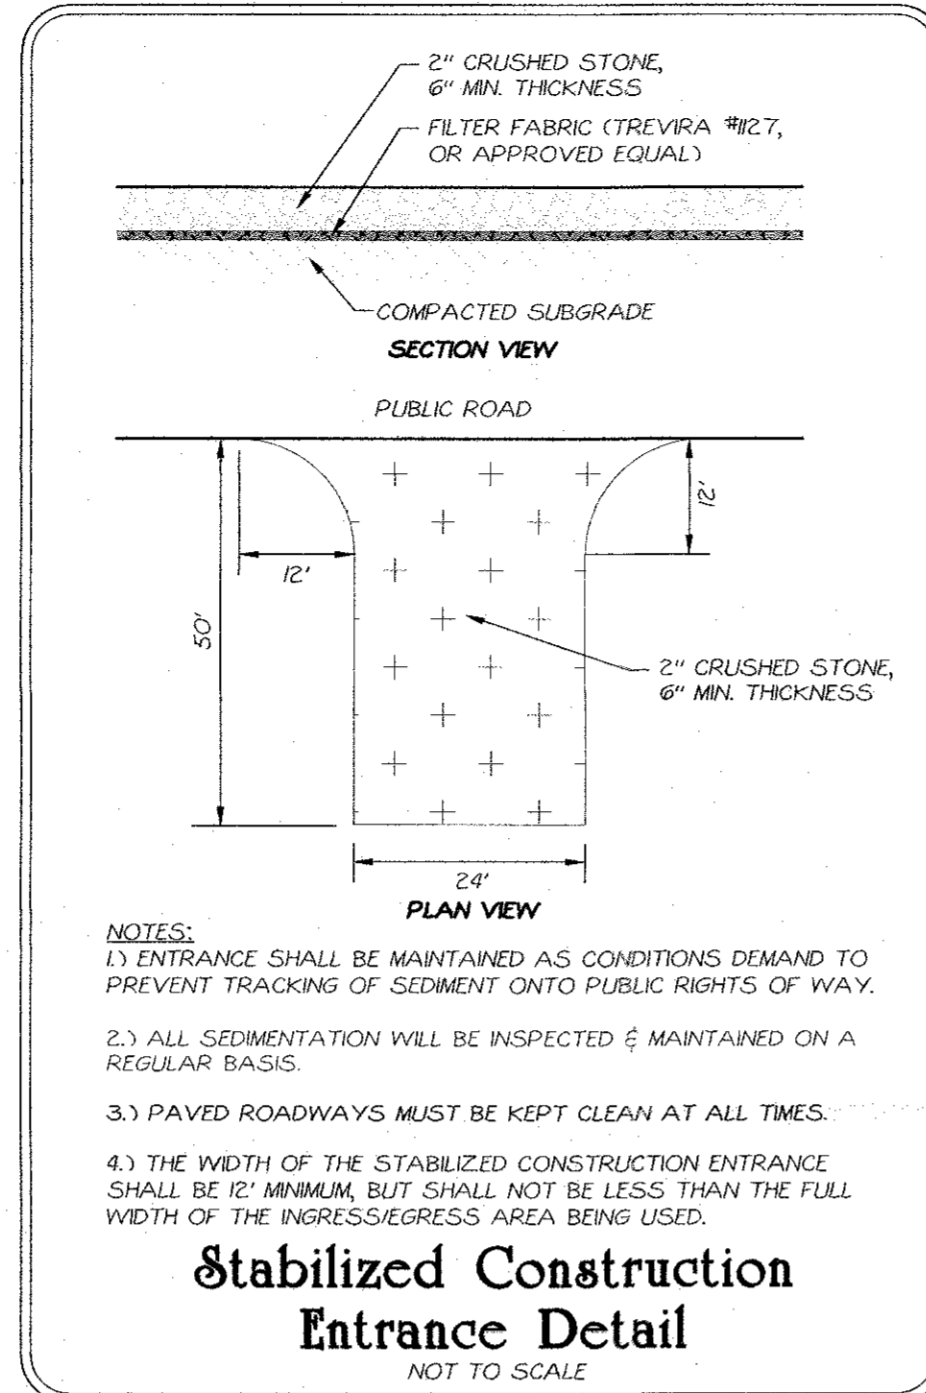 2" CRUSHED STONE,
6" MIN. THICKNESS
FILTER FABRIC (TREVIRA #1127,
OR APPROVED EQUAL)
COMPACTED SUBGRADE
SECTION VIEW
PUBLIC ROAD
12'
12'
50'
2" CRUSHED STONE,
6" MIN. THICKNESS
24'
PLAN VIEW
NOTES:
1.) ENTRANCE SHALL BE MAINTAINED AS CONDITIONS DEMAND TO
PREVENT TRACKING OF SEDIMENT ONTO PUBLIC RIGHTS OF WAY.
2.) ALL SEDIMENTATION WILL BE INSPECTED & MAINTAINED ON A
REGULAR BASIS.
3.) PAVED ROADWAYS MUST BE KEPT CLEAN AT ALL TIMES.
4.) THE WIDTH OF THE STABILIZED CONSTRUCTION ENTRANCE
SHALL BE 12' MINIMUM, BUT SHALL NOT BE LESS THAN THE FULL
WIDTH OF THE INGRESS/EGRESS AREA BEING USED.
Stabilized Construction
Entrance Detail
NOT TO SCALE